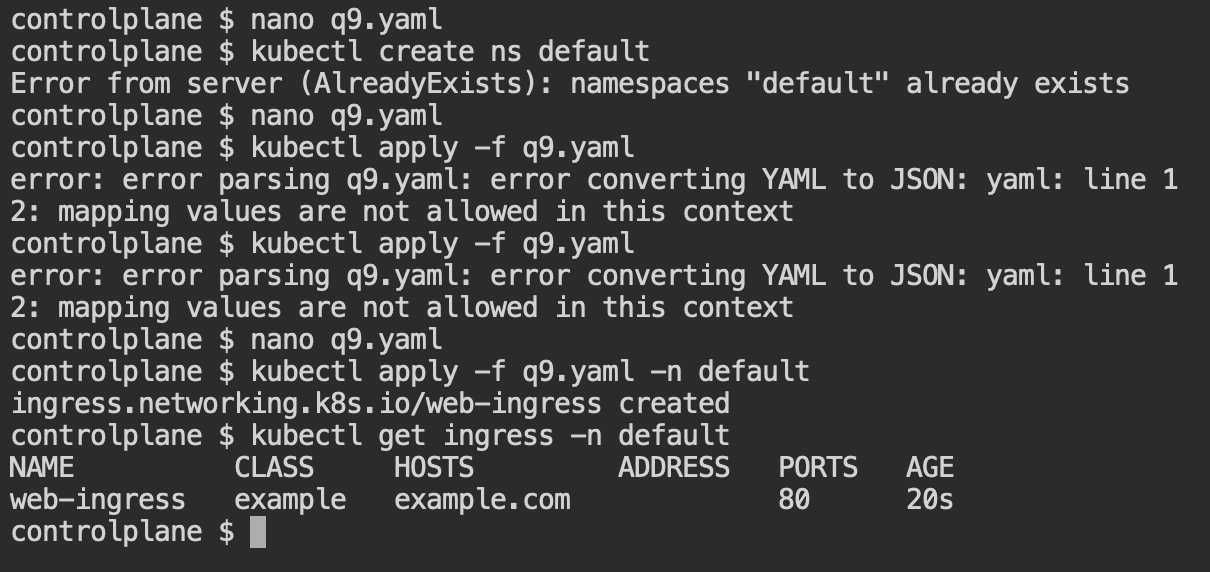 controlplane $ nano q9.yaml
controlplane $ kubectl create ns default
Error from server (AlreadyExists): namespaces "default" already exists
controlplane $ nano q9.yaml
controlplane $ kubectl apply -f q9.yaml
error: error parsing q9.yaml: error converting YAML to JSON: yaml: line 1
2: mapping values are not allowed in this context
controlplane $ kubectl apply -f q9.yaml
error: error parsing q9.yaml: error converting YAML to JSON: yaml: line 1
2: mapping values are not allowed in this context
controlplane $ nano q9.yaml
controlplane $ kubectl apply -f q9.yaml -n default
ingress.networking.k8s.io/web-ingress created
controlplane $ kubectl get ingress -n default
NAME          CLASS     HOSTS         ADDRESS   PORTS   AGE
web-ingress   example   example.com             80      20s
controlplane $